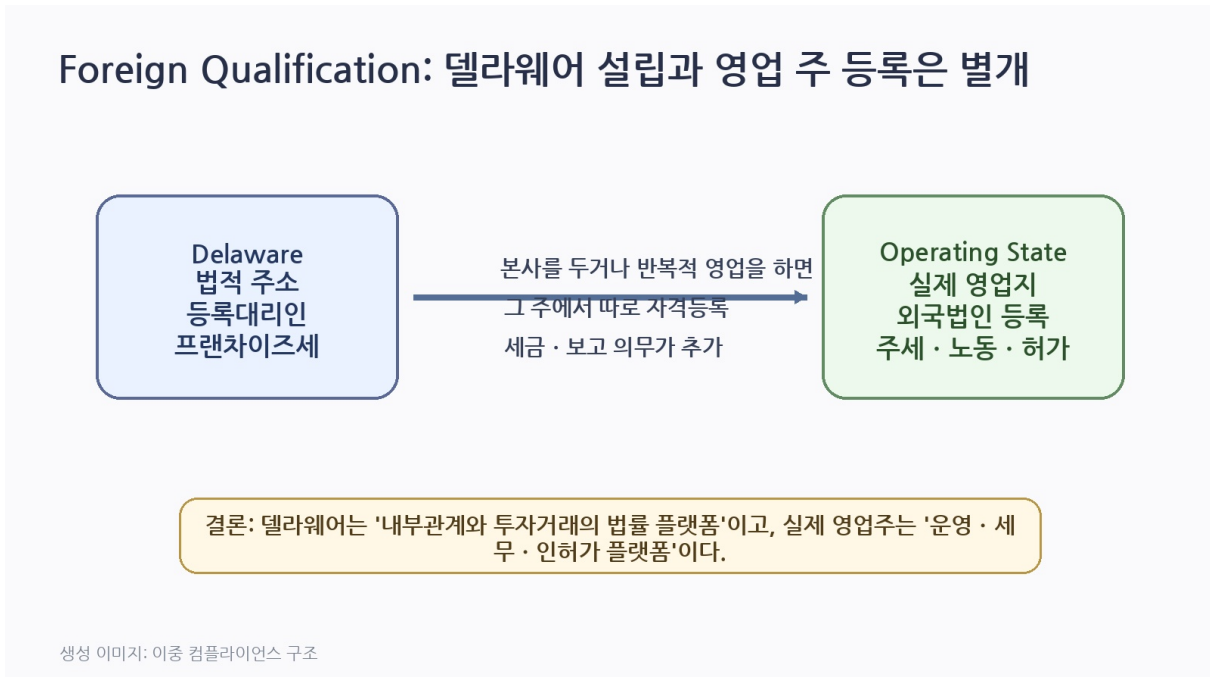 Foreign Qualification: 델라웨어 설립과 영업 주 등록은 별개
Delaware
법적 주소
등록대리인
프랜차이즈세
본사를 두거나 반복적 영업을 하면
그 주에서 따로 자격등록
세금 · 보고 의무가 추가
Operating State
실제 영업지
외국법인 등록
주세 · 노동 · 허가
결론: 델라웨어는 '내부관계와 투자거래의 법률 플랫폼'이고, 실제 영업주는 '운영 · 세
무 · 인허가 플랫폼'이다.
생성 이미지: 이중 컴플라이언스 구조